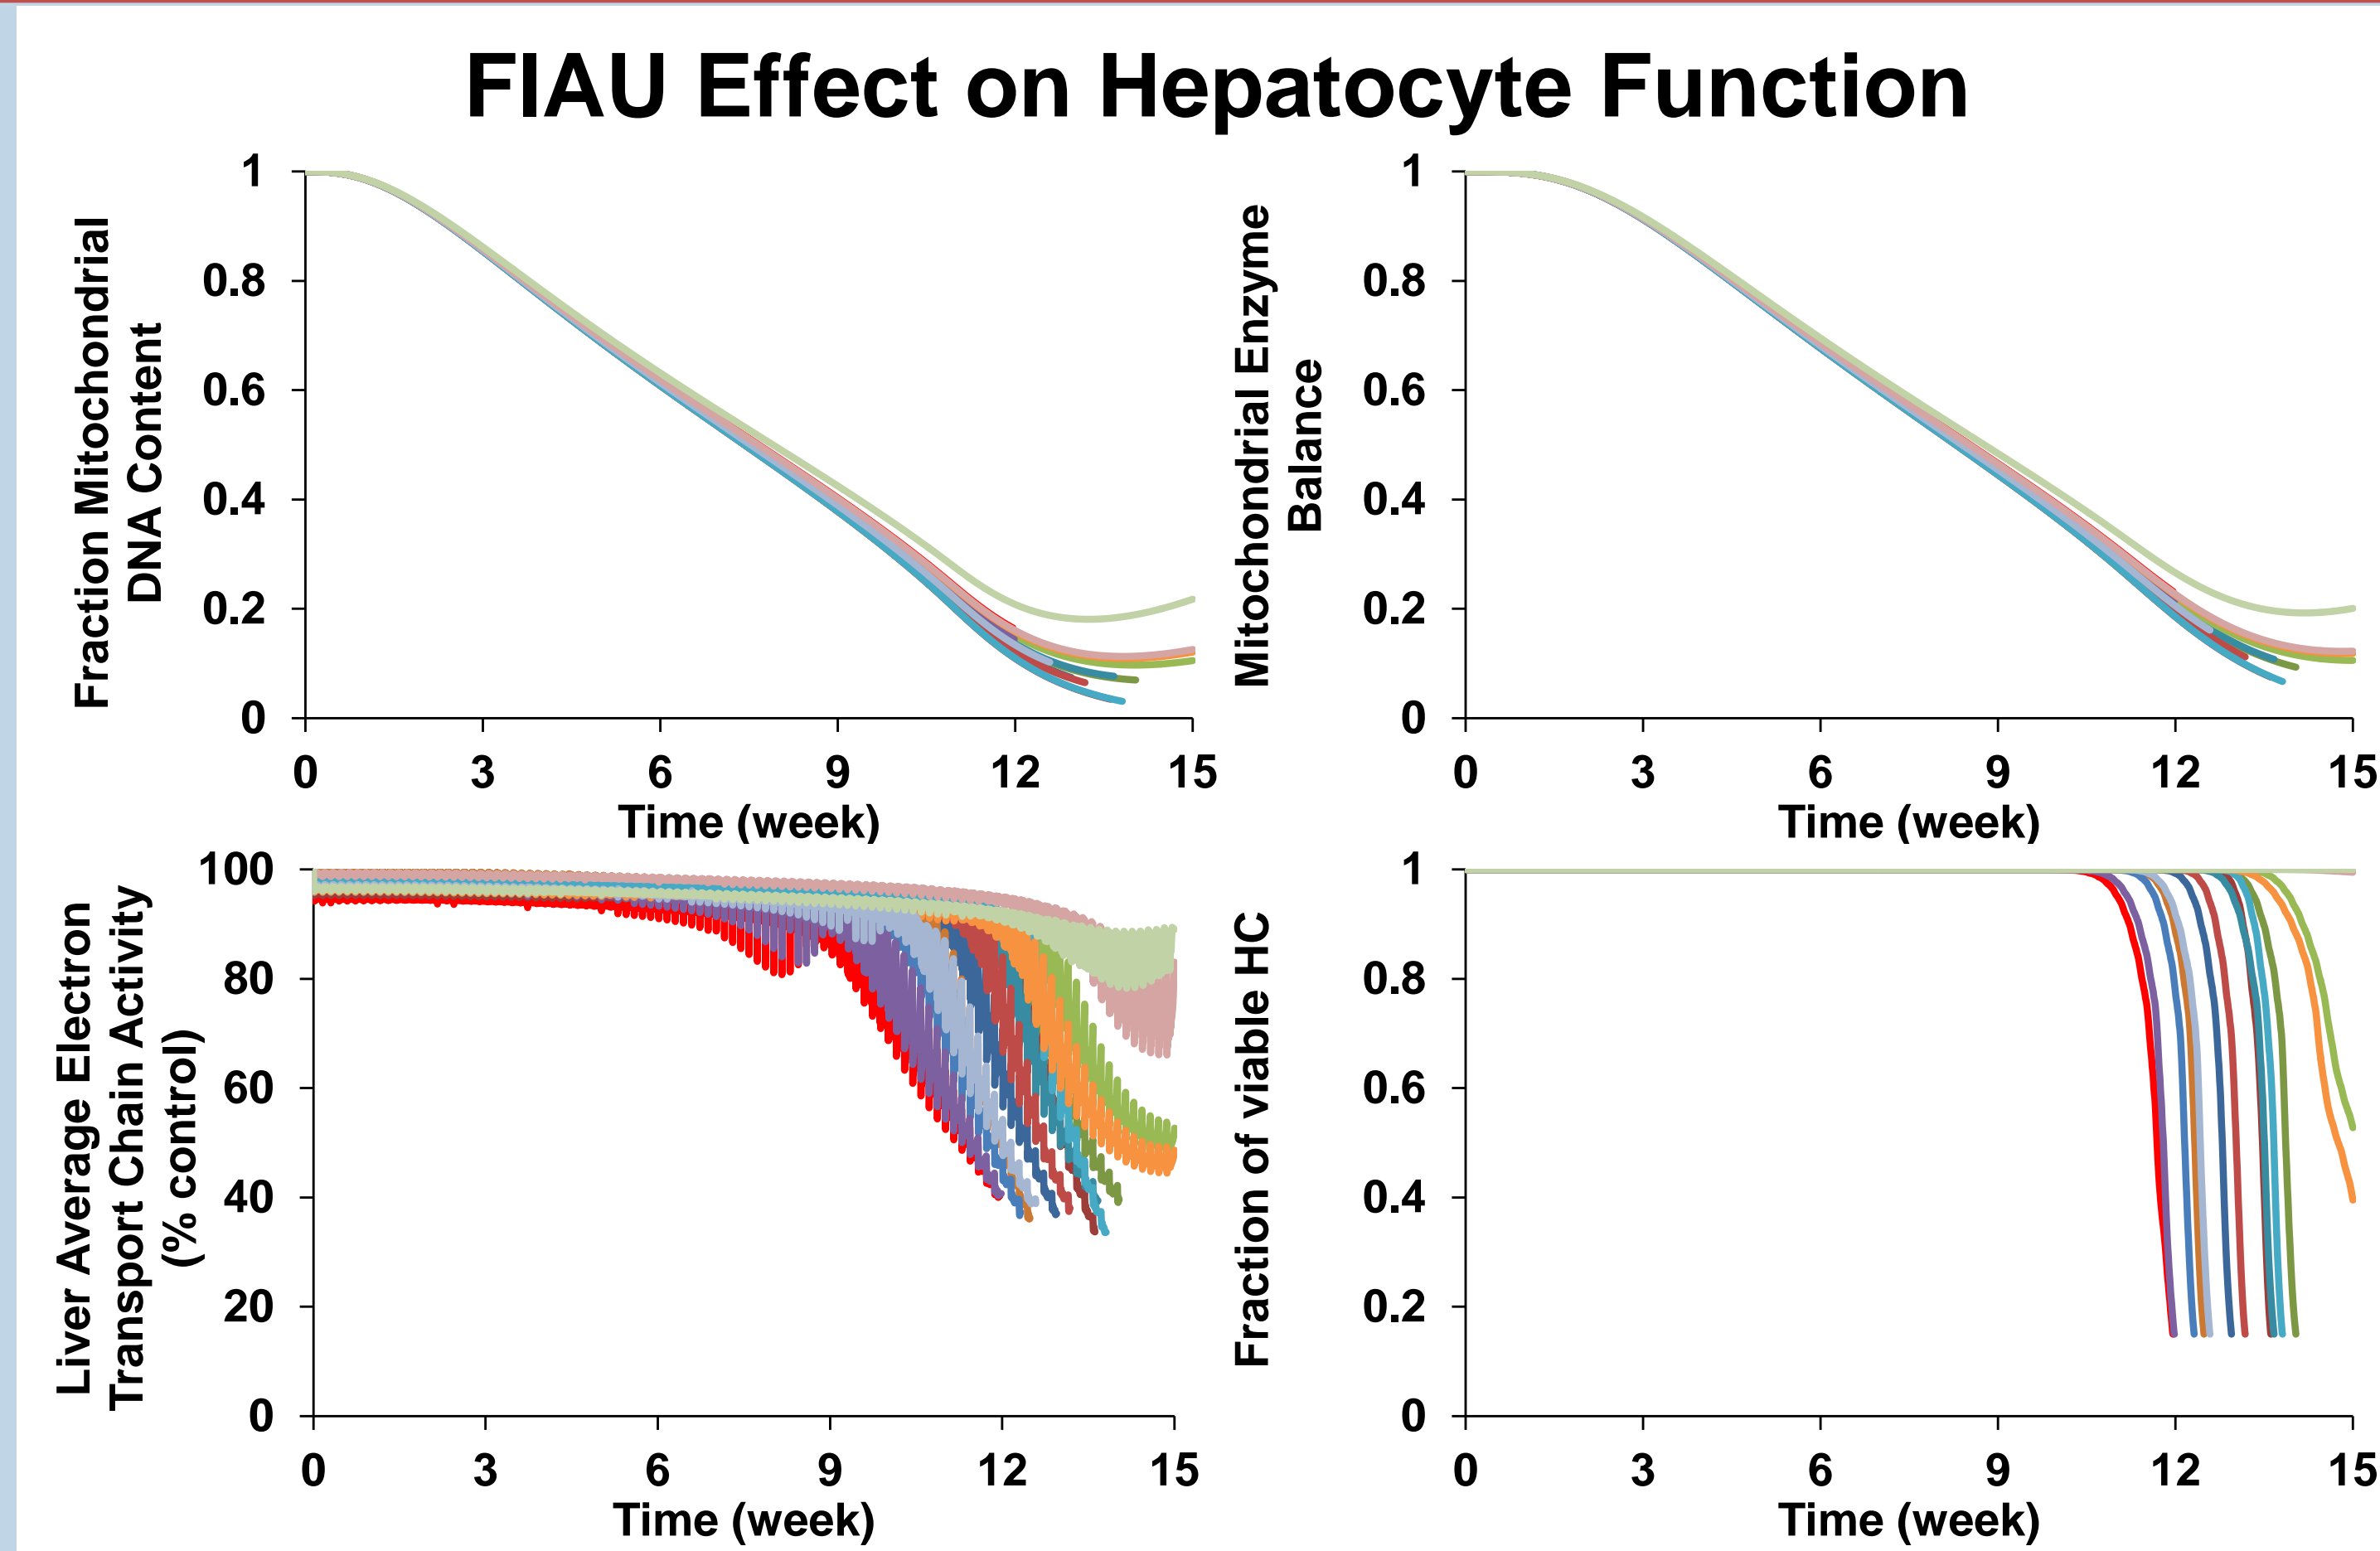 FIAU Effect on Hepatocyte Function
Fraction Mitochondrial
DNA Content
1
0.8
0.6
0.4
0.2
0
0 3 6 9 12 15
Time (week)
Mitochondrial Enzyme
Balance
1
0.8
0.6
0.4
0.2
0
0 3 6 9 12 15
Time (week)
Liver Average Electron
Transport Chain Activity
(% control)
100
80
60
40
20
0
0 3 6 9 12 15
Time (week)
Fraction of viable HC
1
0.8
0.6
0.4
0.2
0
0 3 6 9 12 15
Time (week)